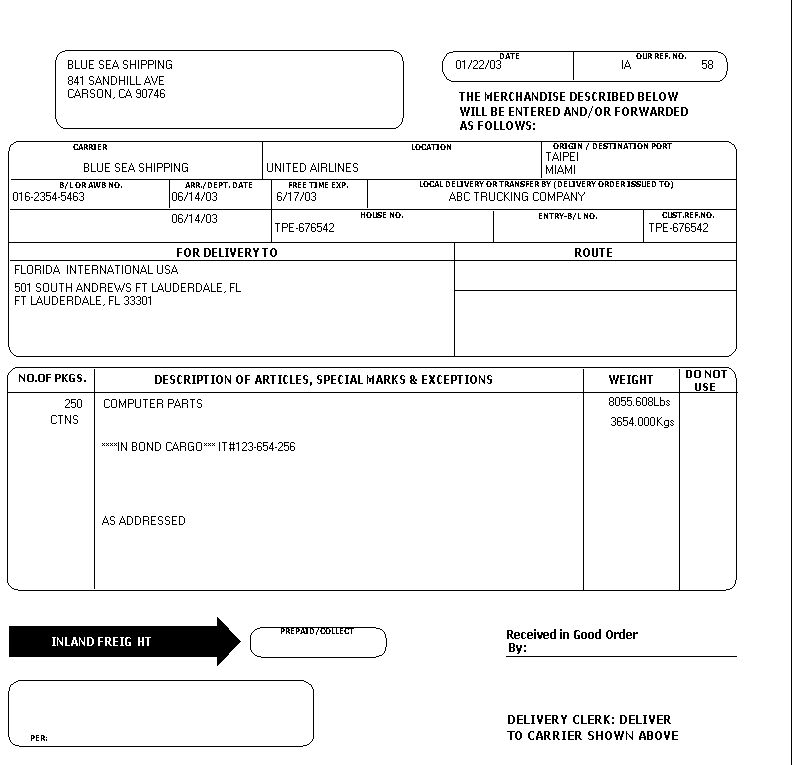 BLUE SEA SHIPPING
841 SANDHILL AVE
CARSON, CA 90746
DATE
01/22/03
OUR REF. NO.
IA 58
THE MERCHANDISE DESCRIBED BELOW
WILL BE ENTERED AND/OR FORWARDED
AS FOLLOWS:
CARRIER
BLUE SEA SHIPPING
LOCATION
UNITED AIRLINES
ORIGIN / DESTINATION PORT
TAIPEI
MIAMI
B/L OR AWB NO.
016-2354-5463
ARR./DEPT. DATE
06/14/03
FREE TIME EXP.
6/17/03
LOCAL DELIVERY OR TRANSFER BY (DELIVERY ORDER ISSUED TO)
ABC TRUCKING COMPANY
06/14/03
HOUSE NO.
TPE-676542
ENTRY-B/L NO.
CUST.REF.NO.
TPE-676542
FOR DELIVERY TO
ROUTE
FLORIDA INTERNATIONAL USA
501 SOUTH ANDREWS FT LAUDERDALE, FL
FT LAUDERDALE, FL 33301
NO.OF PKGS.
DESCRIPTION OF ARTICLES, SPECIAL MARKS & EXCEPTIONS
WEIGHT
DO NOT
USE
250
CTNS
COMPUTER PARTS
8055.608Lbs
3654.000Kgs
****IN BOND CARGO*** IT#123-654-256
AS ADDRESSED
INLAND FREIG HT
PREPAID/COLLECT
Received in Good Order
By:
PER:
DELIVERY CLERK: DELIVER
TO CARRIER SHOWN ABOVE